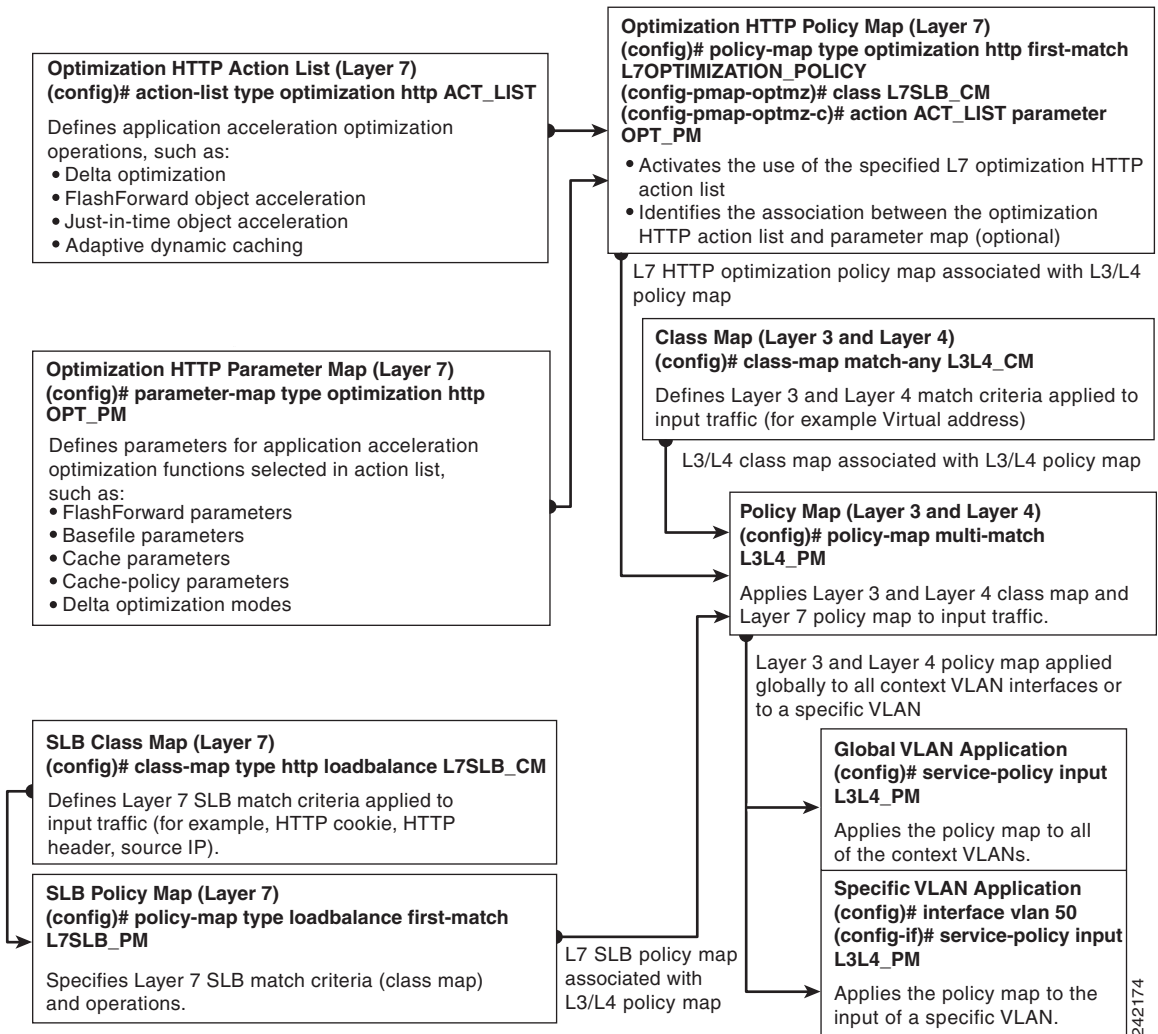 Optimization HTTP Action List (Layer 7)
(config)# action-list type optimization http ACT_LIST
Defines application acceleration optimization
operations, such as:
• Delta optimization
• FlashForward object acceleration
• Just-in-time object acceleration
• Adaptive dynamic caching
Optimization HTTP Policy Map (Layer 7)
(config)# policy-map type optimization http first-match
L7OPTIMIZATION_POLICY
(config-pmap-optmz)# class L7SLB_CM
(config-pmap-optmz-c)# action ACT_LIST parameter
OPT_PM
• Activates the use of the specified L7 optimization HTTP
action list
• Identifies the association between the optimization
HTTP action list and parameter map (optional)
L7 HTTP optimization policy map associated with L3/L4
policy map
Optimization HTTP Parameter Map (Layer 7)
(config)# parameter-map type optimization http
OPT_PM
Defines parameters for application acceleration
optimization functions selected in action list,
such as:
• FlashForward parameters
• Basefile parameters
• Cache parameters
• Cache-policy parameters
• Delta optimization modes
Class Map (Layer 3 and Layer 4)
(config)# class-map match-any L3L4_CM
Defines Layer 3 and Layer 4 match criteria applied to
input traffic (for example Virtual address)
L3/L4 class map associated with L3/L4 policy map
Policy Map (Layer 3 and Layer 4)
(config)# policy-map multi-match
L3L4_PM
Applies Layer 3 and Layer 4 class map and
Layer 7 policy map to input traffic.
Layer 3 and Layer 4 policy map applied
globally to all context VLAN interfaces or
to a specific VLAN
SLB Class Map (Layer 7)
(config)# class-map type http loadbalance L7SLB_CM
Defines Layer 7 SLB match criteria applied to
input traffic (for example, HTTP cookie, HTTP
header, source IP).
SLB Policy Map (Layer 7)
(config)# policy-map type loadbalance first-match
L7SLB_PM
Specifies Layer 7 SLB match criteria (class map)
and operations.
L7 SLB policy map
associated with
L3/L4 policy map
Global VLAN Application
(config)# service-policy input
L3L4_PM
Applies the policy map to all
of the context VLANs.
Specific VLAN Application
(config)# interface vlan 50
(config-if)# service-policy input
L3L4_PM
Applies the policy map to the
input of a specific VLAN.
242174